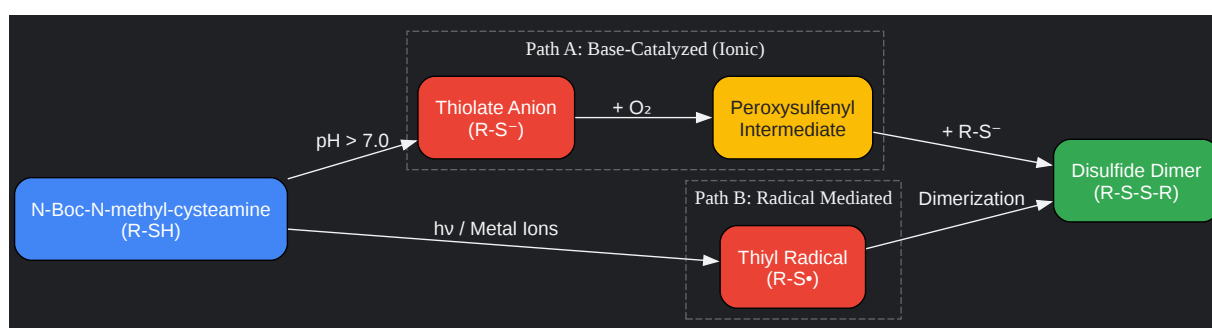 Path A: Base-Catalyzed (Ionic)
Thiolate Anion
(R-S⁻)
+ O₂
Peroxysulfenyl
Intermediate
pH > 7.0
+ R-S⁻
N-Boc-N-methyl-cysteamine
(R-SH)
Path B: Radical Mediated
Disulfide Dimer
(R-S-S-R)
Dimerization
hν / Metal Ions
Thiyl Radical
(R-S•)